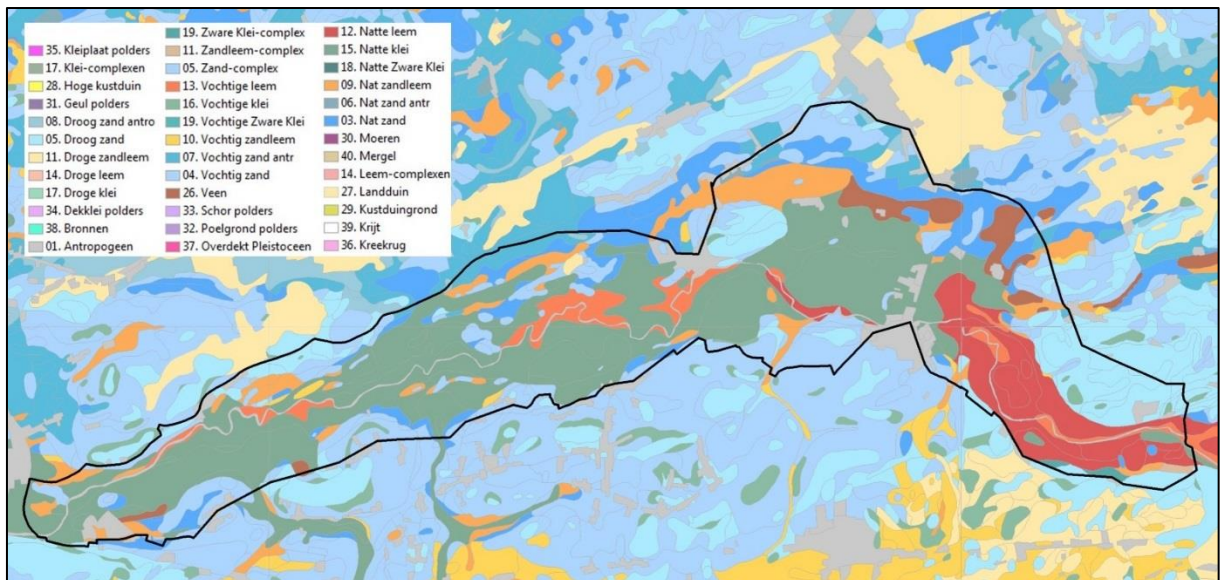 35. Kleiplaat polders
17. Klei-complexen
28. Hoge kustduin
31. Geul polders
08. Droog zand antro
05. Droog zand
11. Droge zandleem
14. Droge leem
17. Droge klei
34. Dekklei polders
38. Bronnen
01. Antropogeen
19. Zware Klei-complex
11. Zandleem-complex
05. Zand-complex
13. Vochtige leem
16. Vochtige klei
19. Vochtige Zware Klei
10. Vochtig zandleem
07. Vochtig zand antr
04. Vochtig zand
26. Veen
33. Schor polders
32. Poelgrond polders
37. Overdekt Pleistoceen
12. Natte leem
15. Natte klei
18. Natte Zware Klei
09. Nat zandleem
06. Nat zand antr
03. Nat zand
30. Moeren
40. Mergel
14. Leem-complexen
27. Landduin
29. Kustduingrond
39. Krijt
36. Kreekrug